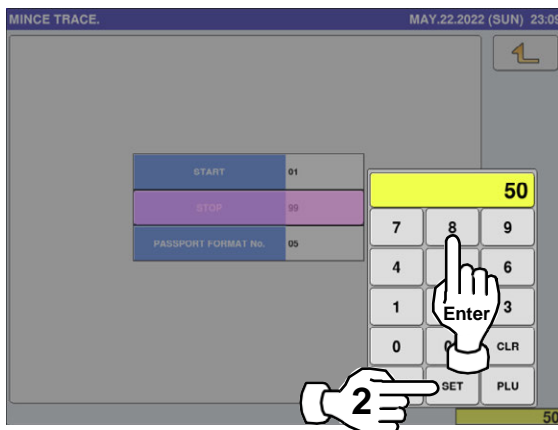 MINCE TRACE. MAY.22.2022 (SUN) 23:09
START 01
STOP 99
PASSPORT FORMAT No. 05
50
7 8 9
4 6
1 3
Enter
0 CLR
SET PLU
2
50